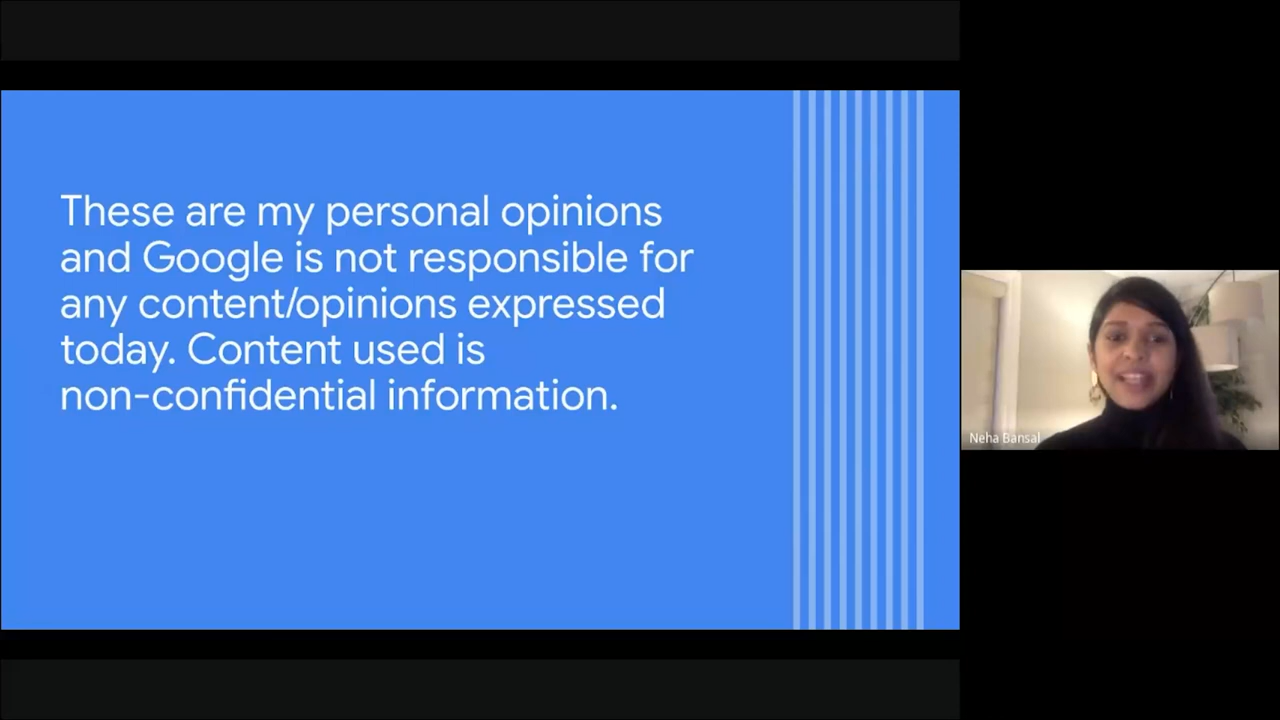 These are my personal opinions
and Google is not responsible for
any content/opinions expressed
today. Content used is
non-confidential information.
Neha Bansal